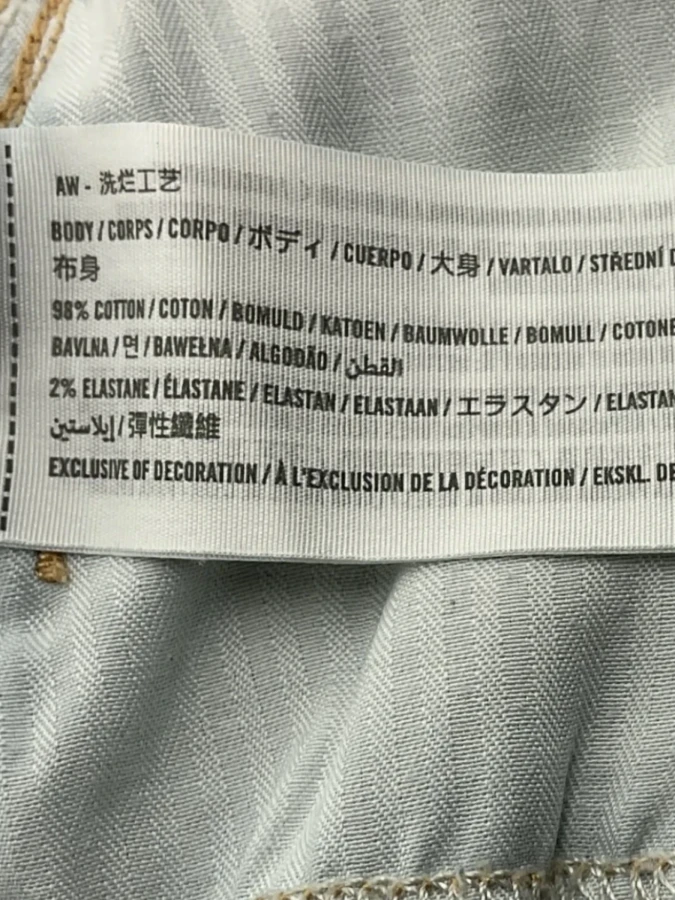 AW - 洗烂工艺
BODY / CORPS / CORPO / ボディ / CUERPO / 大身 / VARTALO / STŘEDNÍ
布身
98% COTTON / COTON / BOMULD / KATOEN / BAUMWOLLE / BOMULL / COTONE
BAVLNA / 면 / BAWEŁNA / ALGODÃO / القطن
2% ELASTANE / ÉLASTANE / ELASTAN / ELASTAAN / エラスタン / ELASTAN
إيلاستين / 彈性纖維
EXCLUSIVE OF DECORATION / À L'EXCLUSION DE LA DÉCORATION / EKSKL. DE